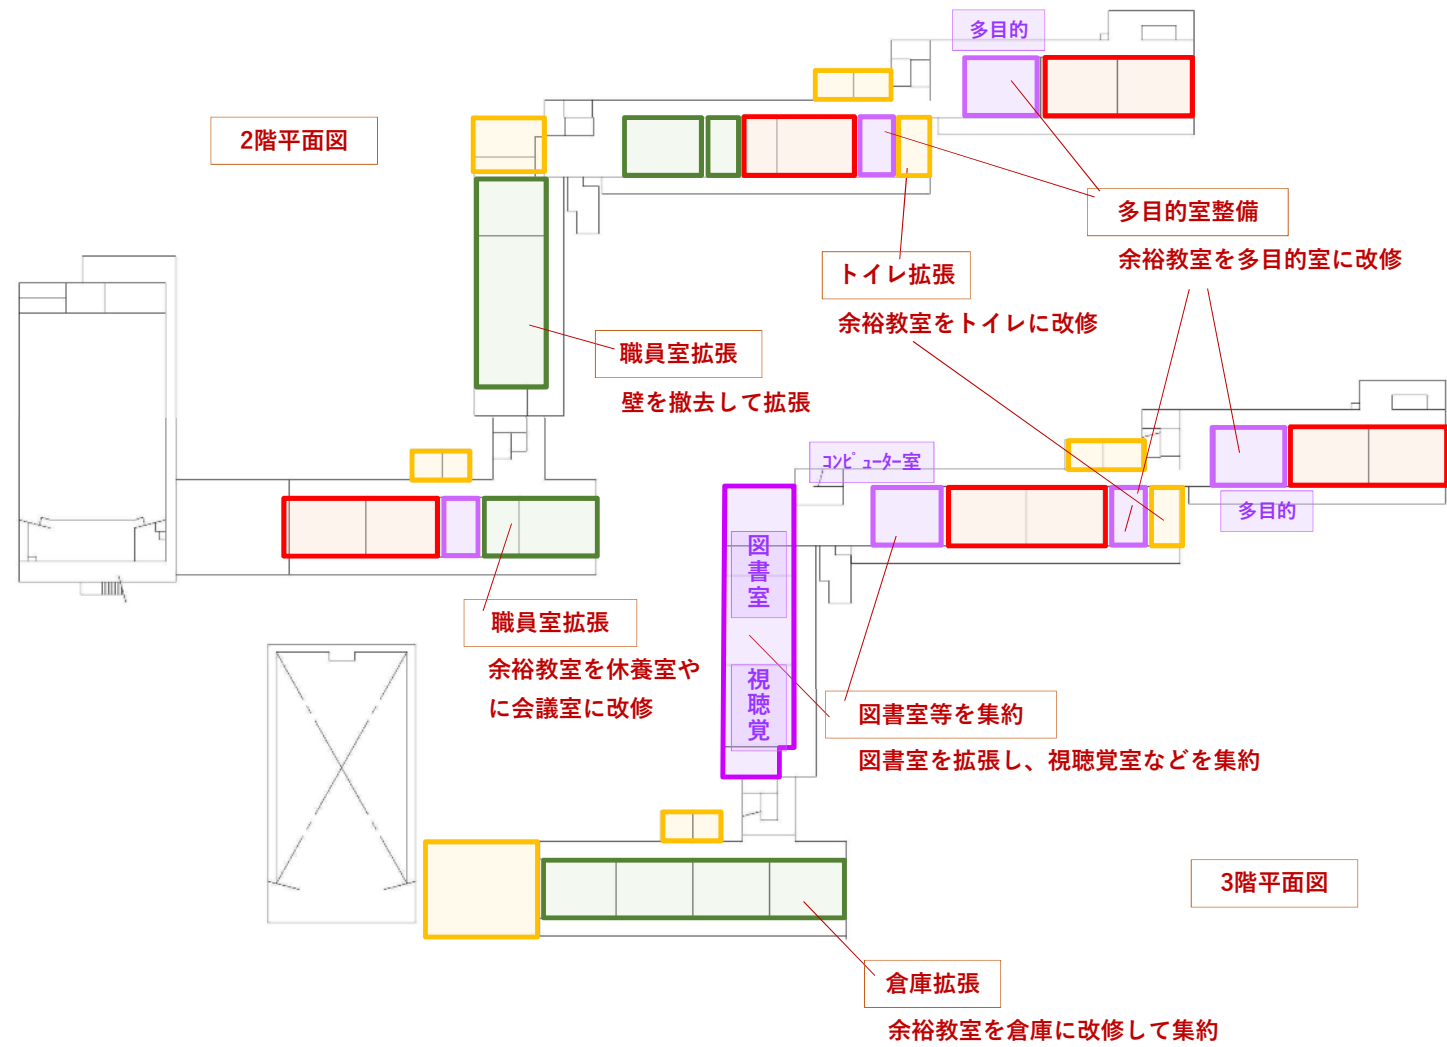 多目的
2階平面図
多目的室整備
余裕教室を多目的室に改修
トイレ拡張
余裕教室をトイレに改修
職員室拡張
壁を撤去して拡張
コンピューター室
多目的
図書室
視聴覚
職員室拡張
余裕教室を休養室や
に会議室に改修
図書室等を集約
図書室を拡張し、視聴覚室などを集約
3階平面図
倉庫拡張
余裕教室を倉庫に改修して集約